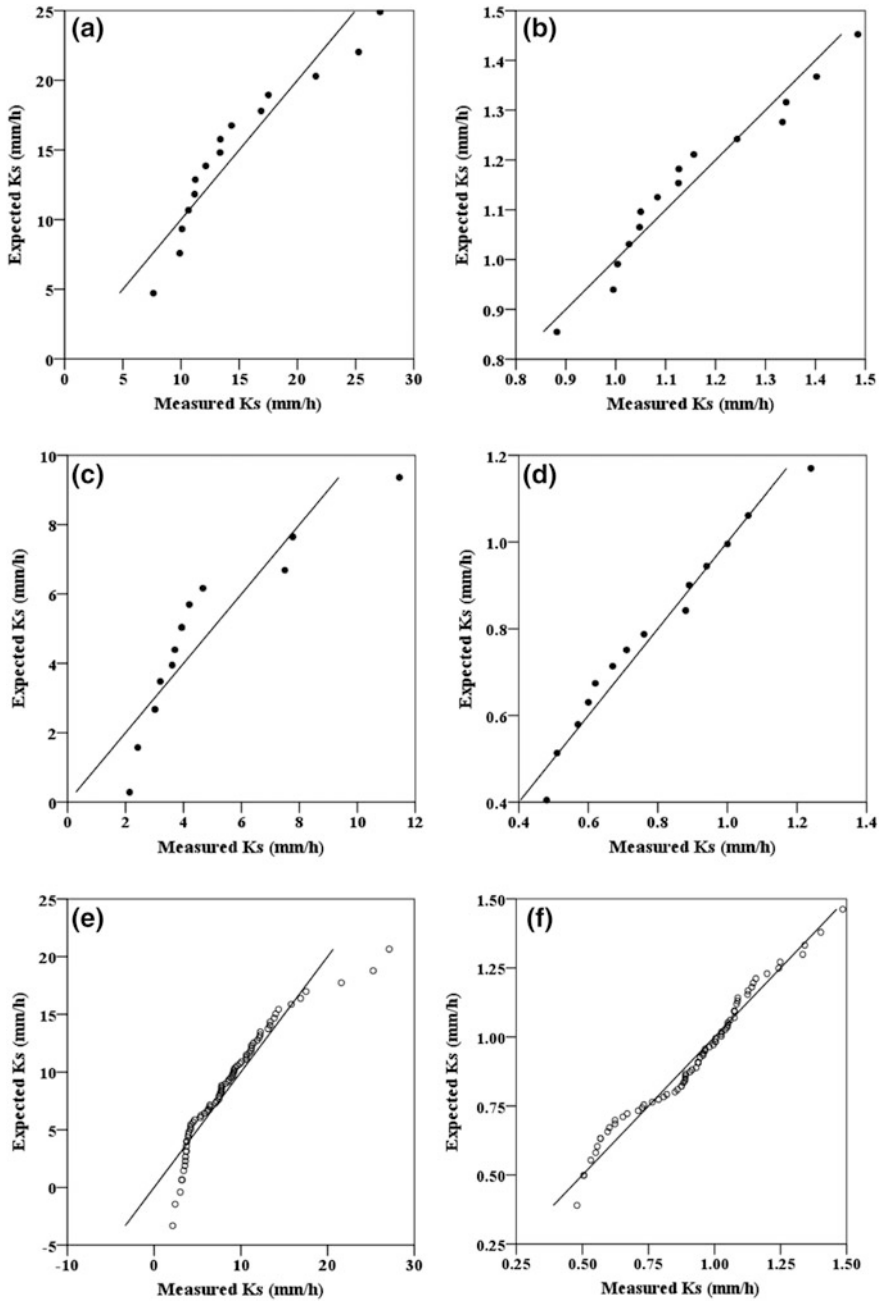 (a)
Expected Ks (mm/h)
25
20
15
10
5
0
0 5 10 15 20 25 30
Measured Ks (mm/h)
(b)
Expected Ks (mm/h)
1.5
1.4
1.3
1.2
1.1
1.0
0.9
0.8
0.8 0.9 1.0 1.1 1.2 1.3 1.4 1.5
Measured Ks (mm/h)
(c)
Expected Ks (mm/h)
10
8
6
4
2
0
0 2 4 6 8 10 12
Measured Ks (mm/h)
(d)
Expected Ks (mm/h)
1.2
1.0
0.8
0.6
0.4
0.4 0.6 0.8 1.0 1.2 1.4
Measured Ks (mm/h)
(e)
Expected Ks (mm/h)
25
20
15
10
5
0
-5
-10 0 10 20 30
Measured Ks (mm/h)
(f)
Expected Ks (mm/h)
1.50
1.25
1.00
0.75
0.50
0.25
0.25 0.50 0.75 1.00 1.25 1.50
Measured Ks (mm/h)